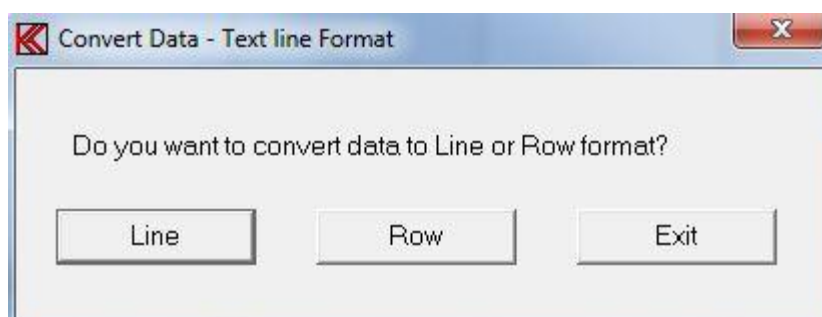 Convert Data - Text line Format
Do you want to convert data to Line or Row format?
Line Row Exit